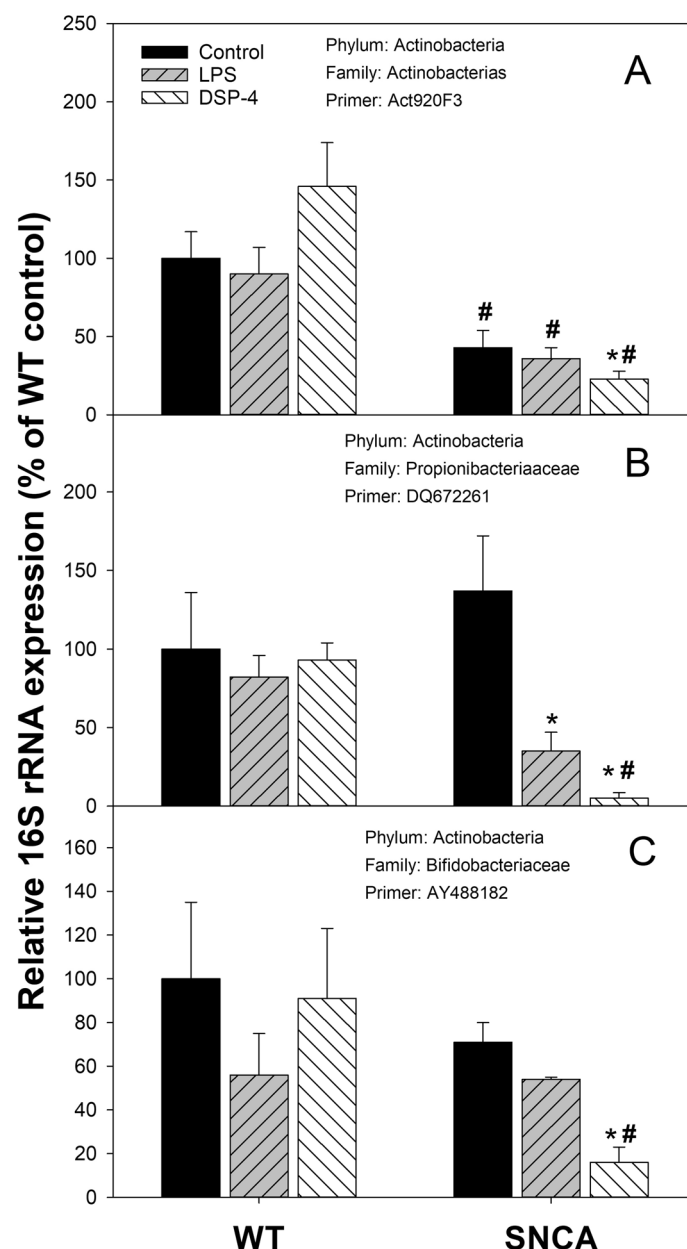 Relative 16S rRNA expression (% of WT control)
250
200
150
100
50
0
Control
LPS
DSP-4
Phylum: Actinobacteria
Family: Actinobacterias
Primer: Act920F3
A
#
#
*#
100
150
100
50
0
Phylum: Actinobacteria
Family: Propionibacteriaaceae
Primer: DQ672261
B
*
*#
160
140
120
100
80
60
40
20
0
Phylum: Actinobacteria
Family: Bifidobacteriaceae
Primer: AY488182
C
*#
WT
SNCA